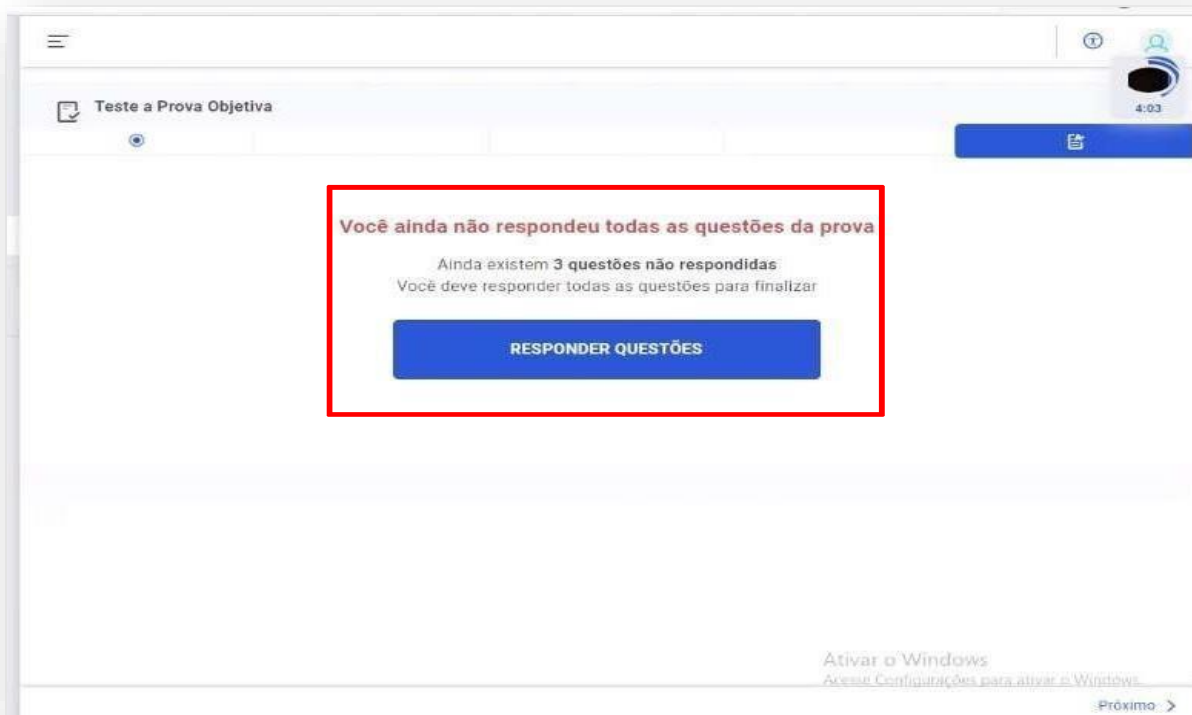 Teste a Prova Objetiva
4:03
Você ainda não respondeu todas as questões da prova
Ainda existem 3 questões não respondidas
Você deve responder todas as questões para finalizar
RESPONDER QUESTÕES
Ativar o Windows
Acesse Configurações para ativar o Windows.
Próximo >